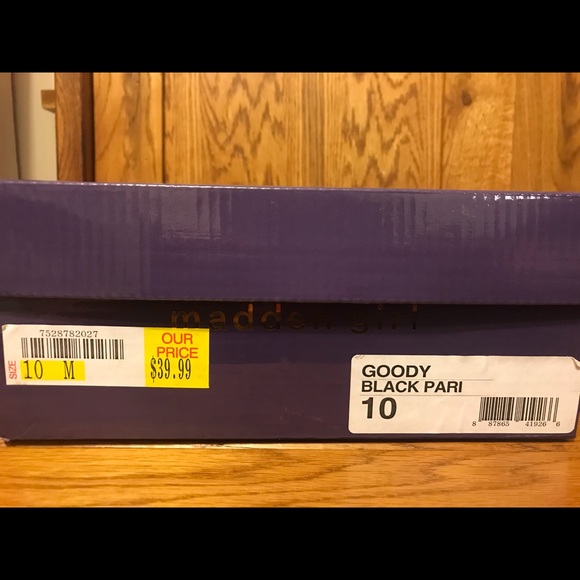 madden girl
7528782027
SIZE
10 M
OUR
PRICE
$39.99
GOODY
BLACK PARI
10
8 87865 41926 6